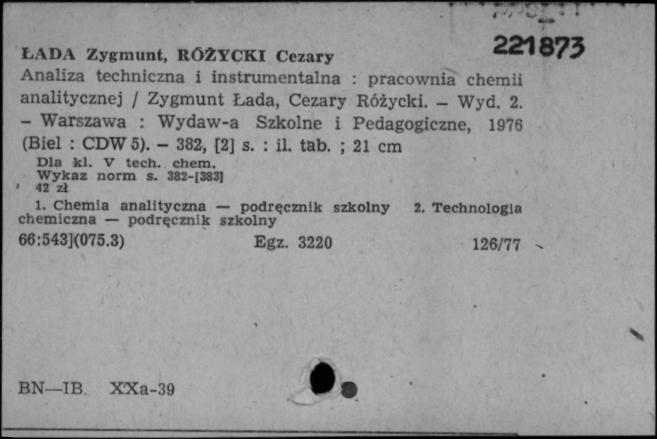 221873
ŁADA Zygmunt, RÓŻYCKI Cezary
Analiza techniczna i instrumentalna : pracownia chemii
analitycznej / Zygmunt Łada, Cezary Różycki. — Wyd. 2.
— Warszawa : Wydaw-a Szkolne i Pedagogiczne, 1976
(Biel : CDW 5). — 382, [2] s. : il. tab. ; 21 cm
Dla kl. V tech. chem.
Wykaz norm s. 382-[383]
42 zł
1. Chemia analityczna — podręcznik szkolny 2. Technologia
chemiczna — podręcznik szkolny
66:543](075.3) Egz. 3220 126/77
BN—IB. XXa-39